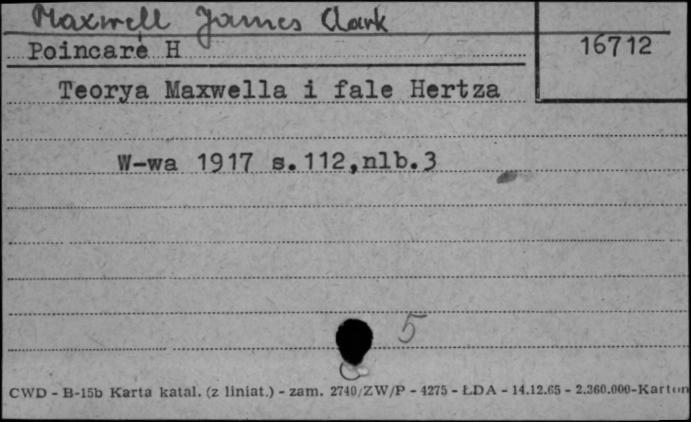 Maxwell James Clark
Poincaré H
16712
Teorya Maxwella i fale Hertza
W-wa 1917 s.112,nlb.3
5
CWD - B-15b Karta katal. (z liniat.) - zam. 2740/ZW/P - 4275 - ŁDA - 14.12.65 - 2.360.000-Karton